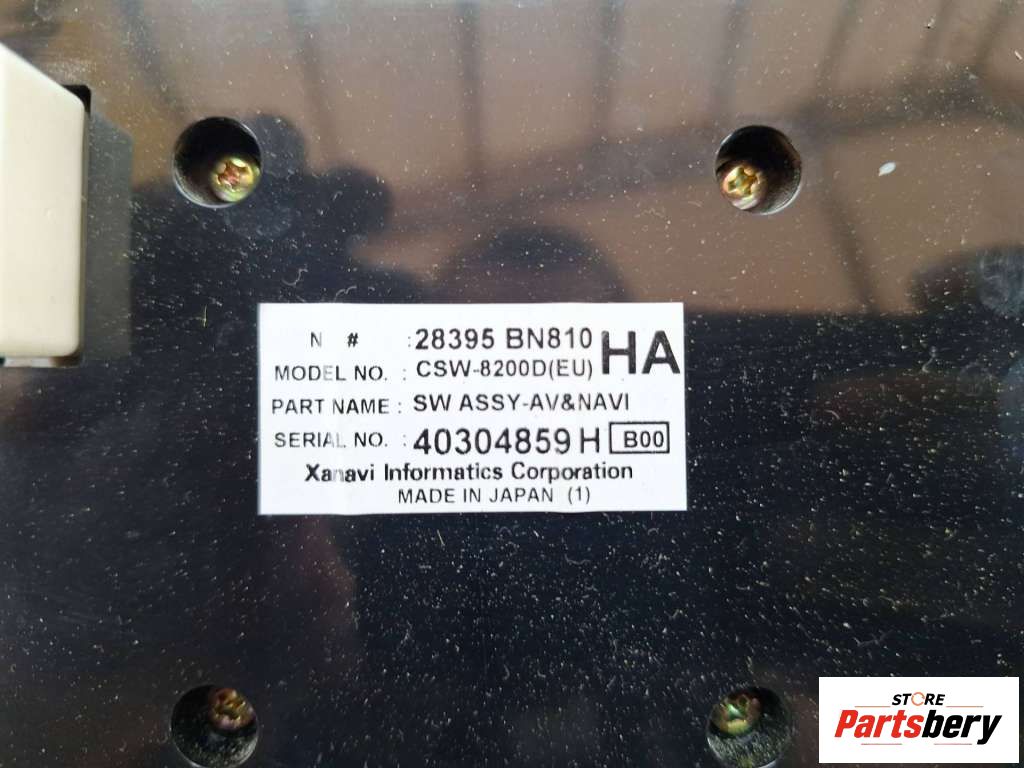 N # : 28395 BN810 HA
MODEL NO. : CSW-8200D(EU)
PART NAME : SW ASSY-AV&NAVI
SERIAL NO. : 40304859 H B00
Xanavi Informatics Corporation
MADE IN JAPAN (1)
STORE
Partsbery